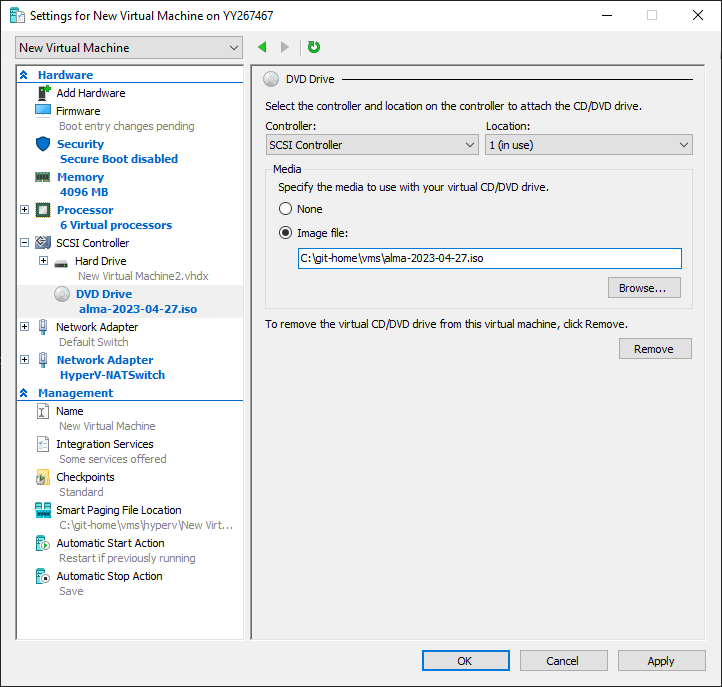 Settings for New Virtual Machine on YY267467
New Virtual Machine
Hardware
Add Hardware
Firmware
Boot entry changes pending
Security
Secure Boot disabled
Memory
4096 MB
Processor
6 Virtual processors
SCSI Controller
Hard Drive
New Virtual Machine2.vhdx
DVD Drive
alma-2023-04-27.iso
Network Adapter
Default Switch
Network Adapter
HyperV-NATSwitch
Management
Name
New Virtual Machine
Integration Services
Some services offered
Checkpoints
Standard
Smart Paging File Location
C:\git-home\vms\hyperv\New Virt...
Automatic Start Action
Restart if previously running
Automatic Stop Action
Save
DVD Drive
Select the controller and location on the controller to attach the CD/DVD drive.
Controller: Location:
SCSI Controller 1 (in use)
Media
Specify the media to use with your virtual CD/DVD drive.
None
Image file:
C:\git-home\vms\alma-2023-04-27.iso
Browse...
To remove the virtual CD/DVD drive from this virtual machine, click Remove.
Remove
OK Cancel Apply